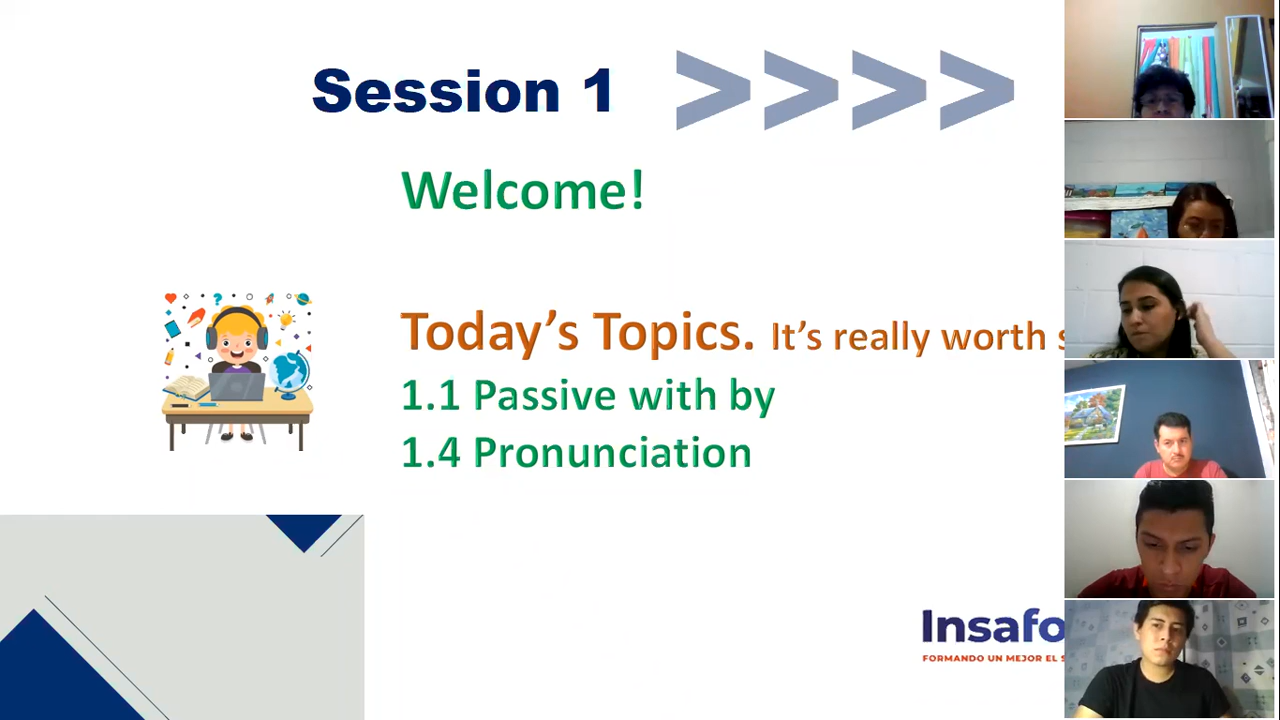 Session 1 >>>>
Welcome!
Today's Topics. It's really worth
1.1 Passive with by
1.4 Pronunciation
Insafo
FORMANDO UN MEJOR EL